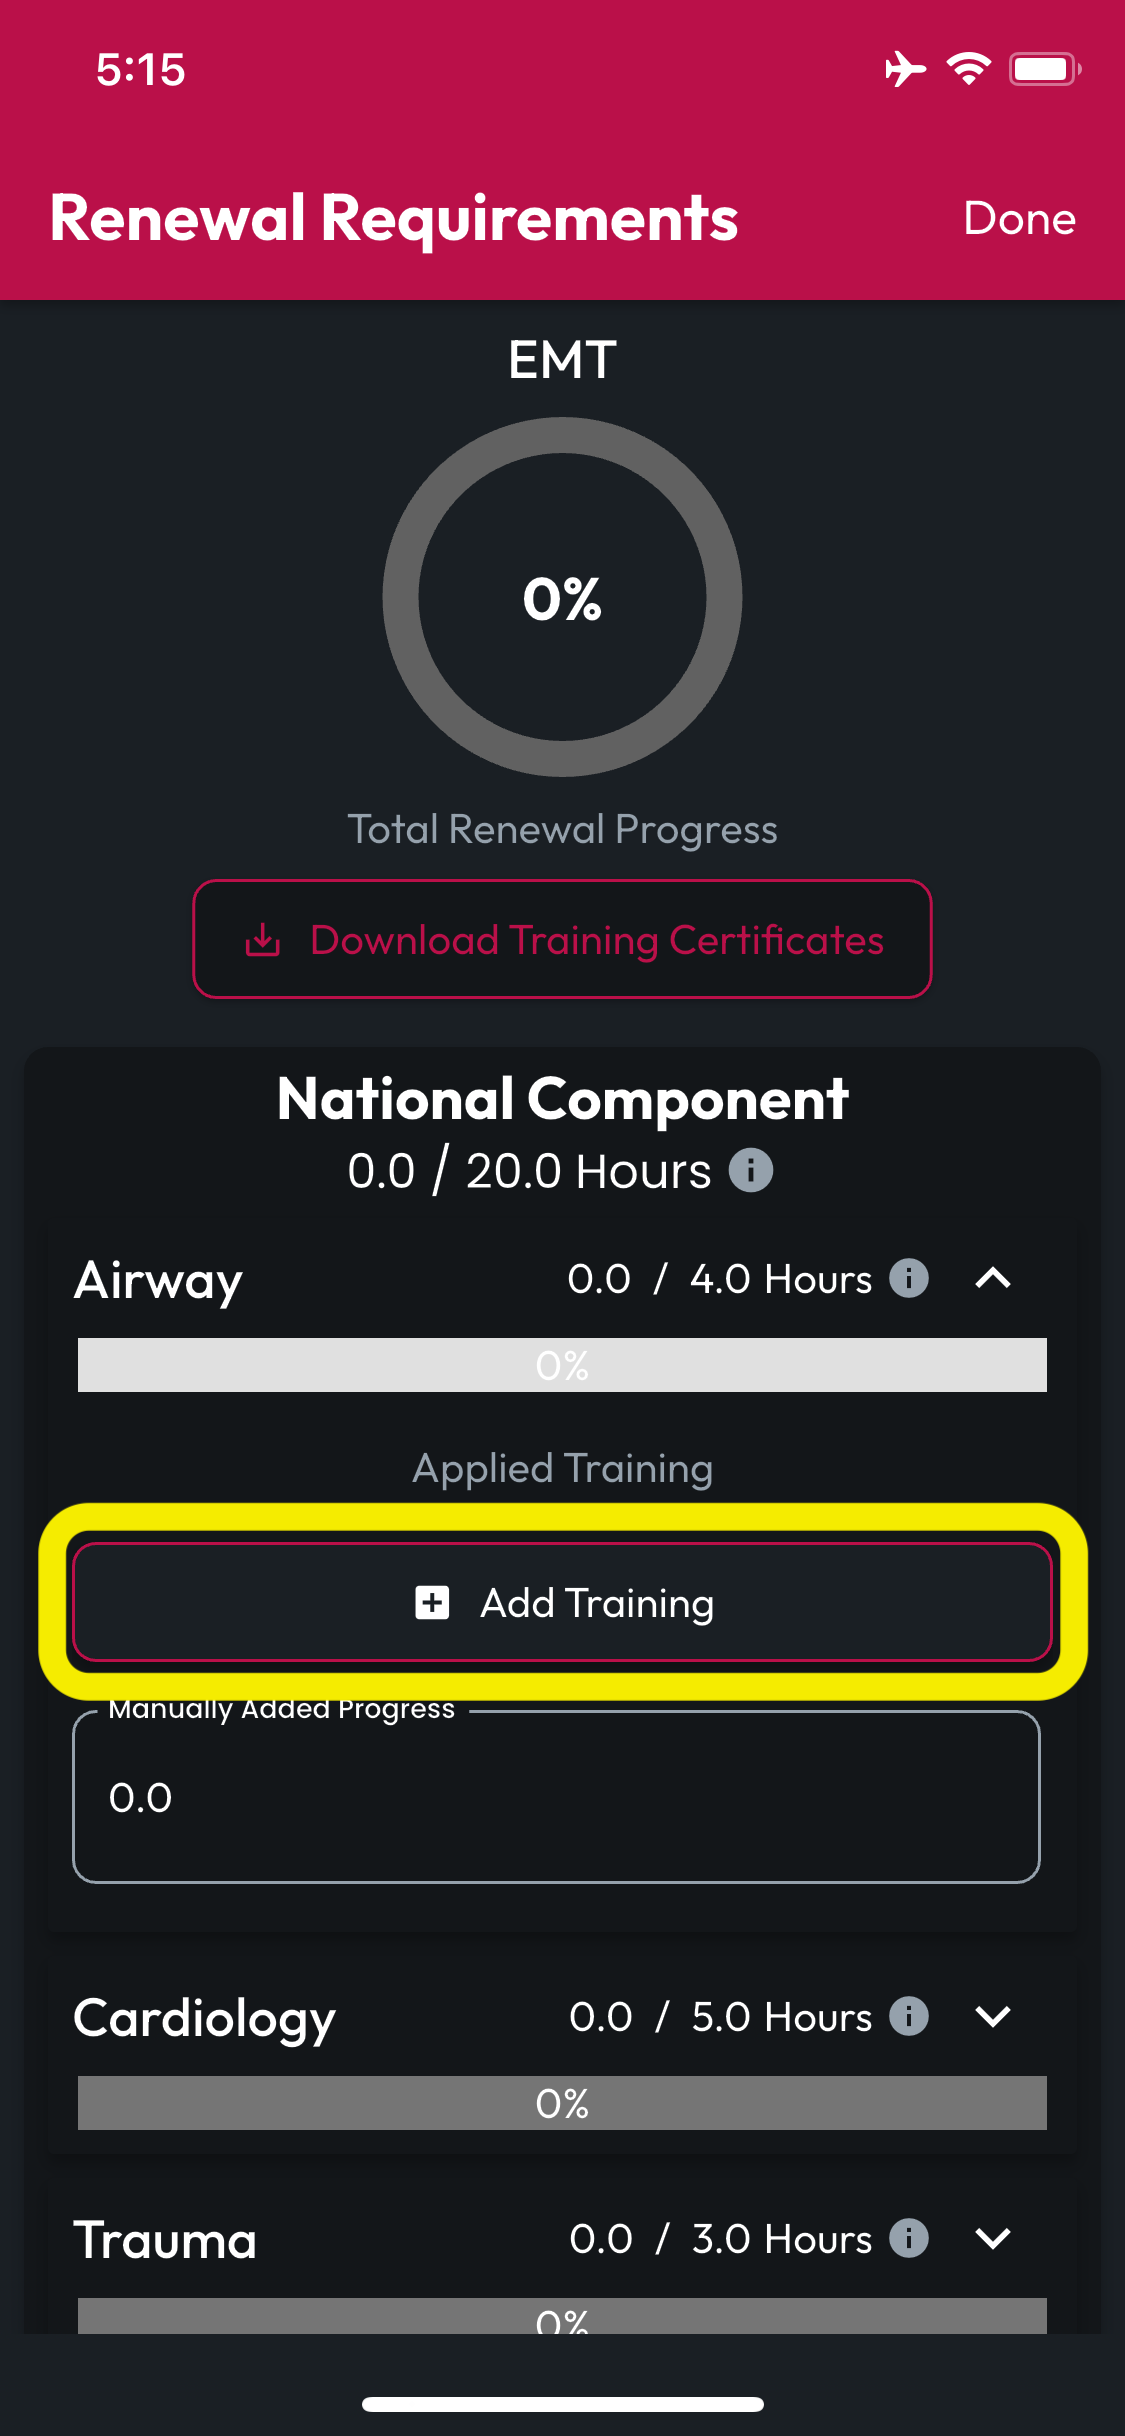 5:15
Renewal Requirements Done
EMT
0%
Total Renewal Progress
Download Training Certificates
National Component
0.0 / 20.0 Hours
Airway 0.0 / 4.0 Hours
0%
Applied Training
Add Training
Manually Added Progress
0.0
Cardiology 0.0 / 5.0 Hours
0%
Trauma 0.0 / 3.0 Hours
0%